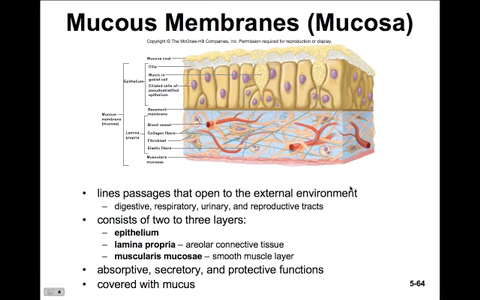 Mucous Membranes (Mucosa)
Copyright © The McGraw-Hill Companies, Inc. Permission required for reproduction or display.
Mucous coat
Cilia
Mucin in
goblet cell
Ciliated cells of
pseudostratified
epithelium
Epithelium
Basement
membrane
Mucous
membrane
(mucosa)
Blood vessel
Lamina
propria
Collagen fibers
Fibroblast
Elastic fibers
Muscularis
mucosae
• lines passages that open to the external environment
– digestive, respiratory, urinary, and reproductive tracts
• consists of two to three layers:
– epithelium
– lamina propria – areolar connective tissue
– muscularis mucosae – smooth muscle layer
• absorptive, secretory, and protective functions
• covered with mucus
5-64